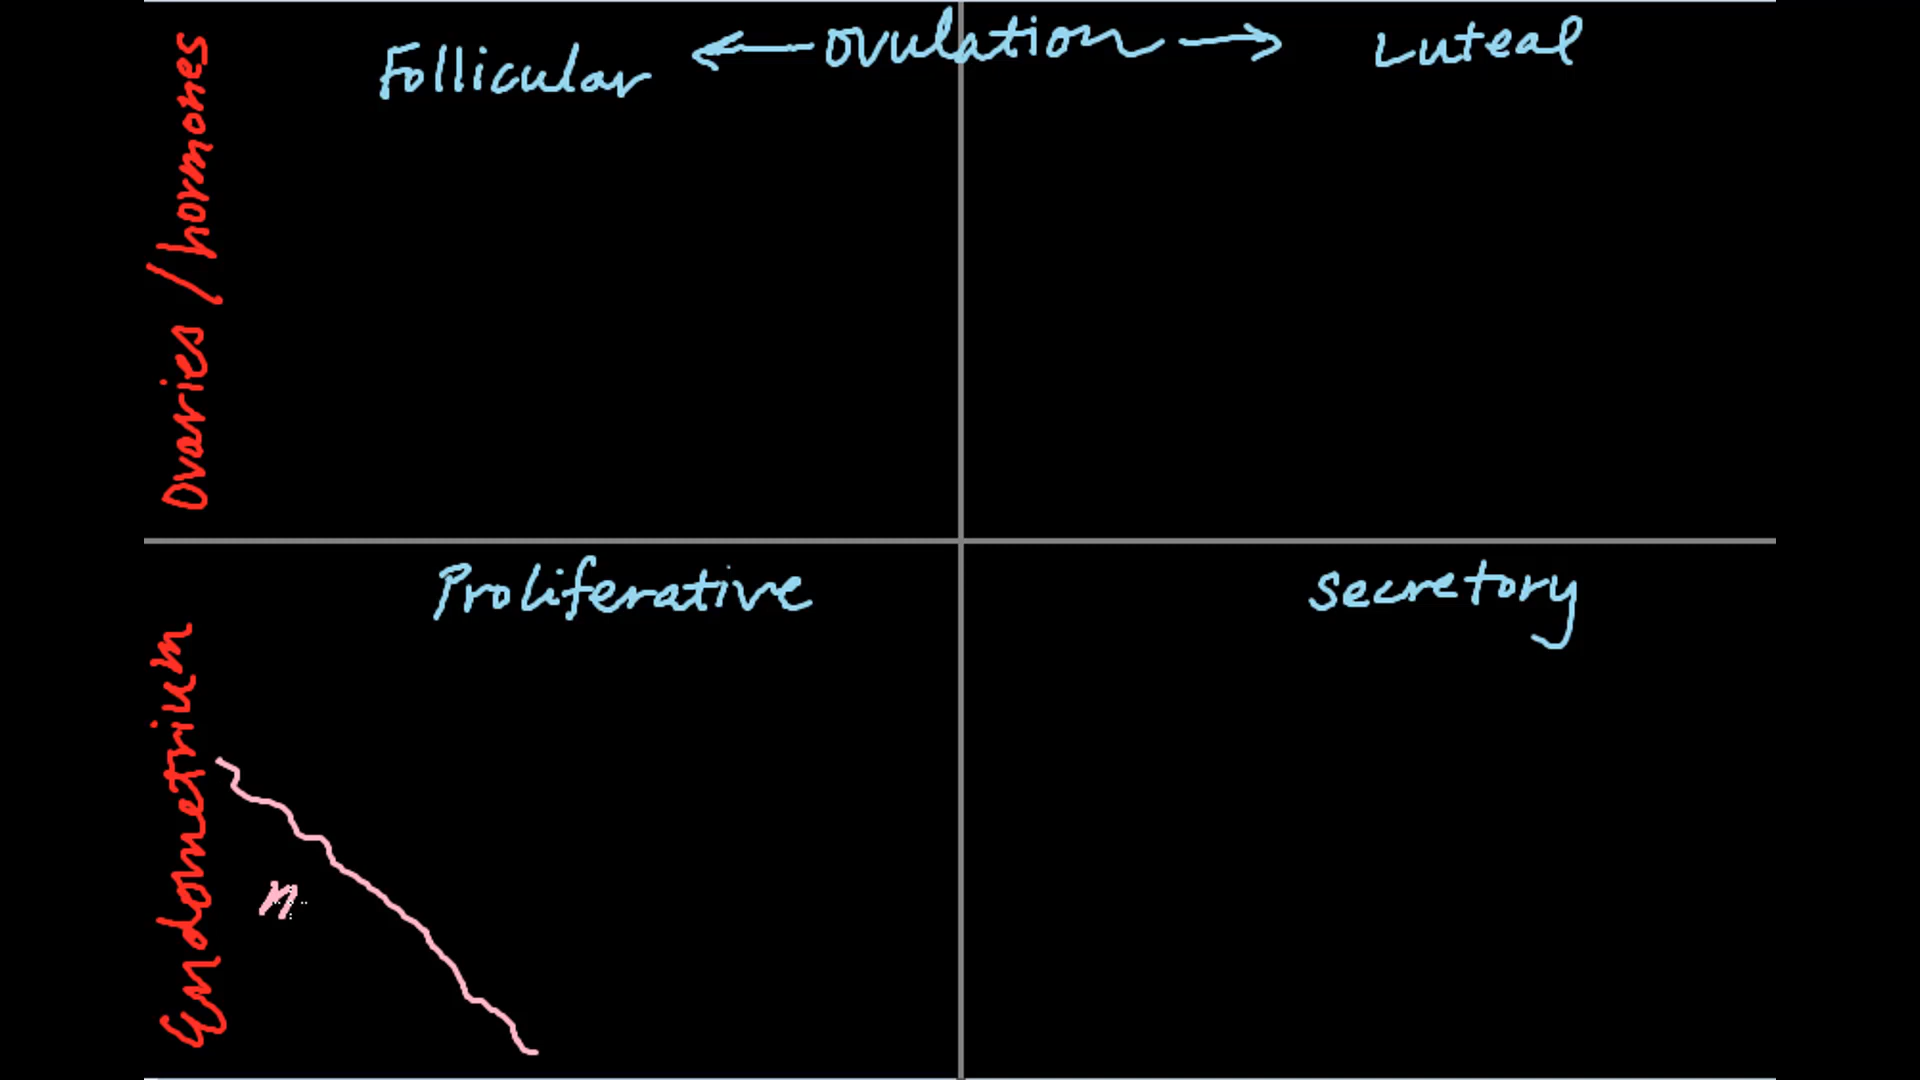 Follicular ← ovulation → Luteal
Ovaries / hormones
Proliferative
secretory
Endometrium
m